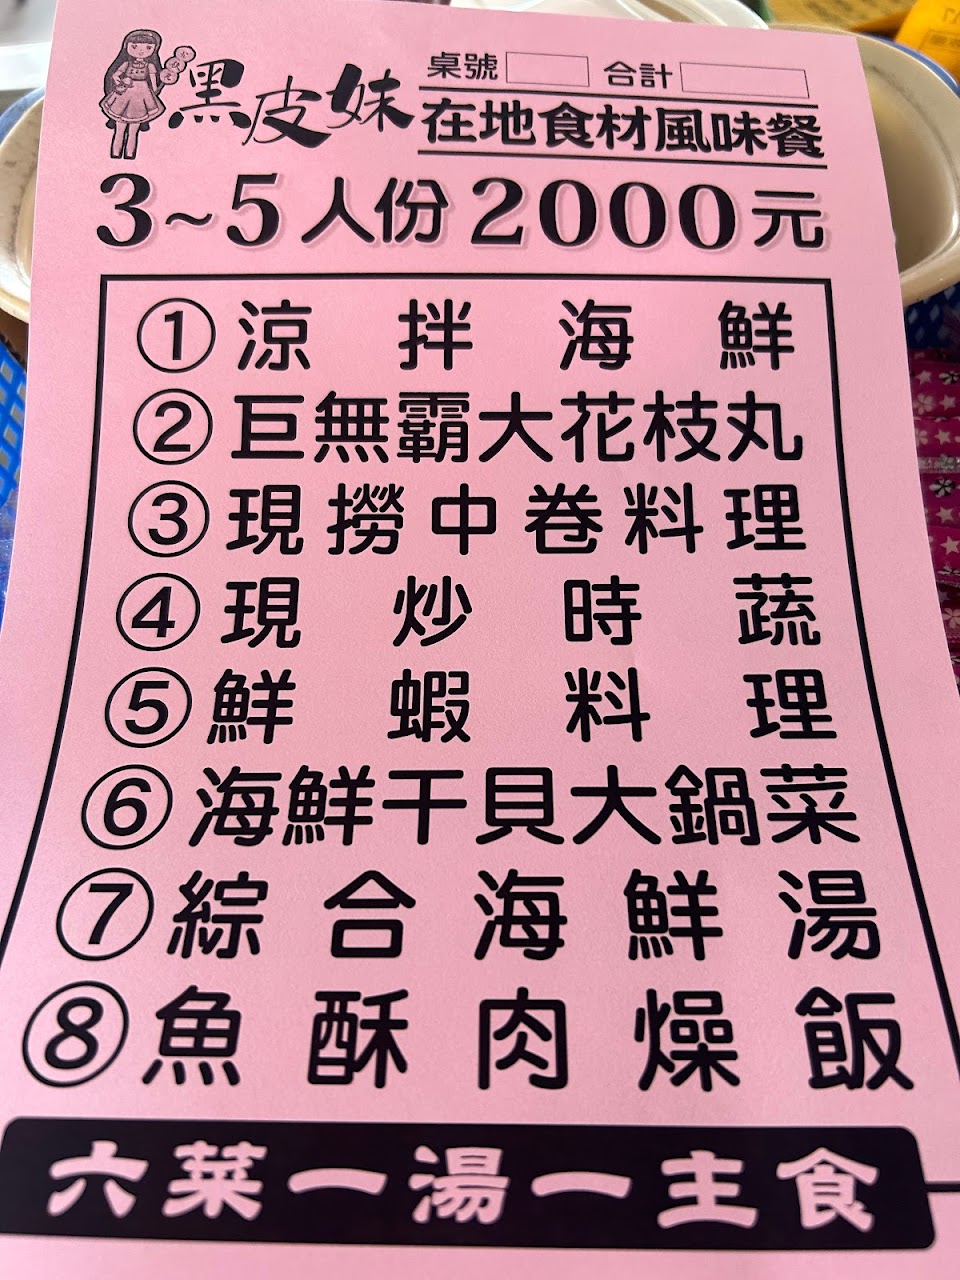 黑皮妹
桌號 合計
在地食材風味餐
3~5人份2000元
①涼拌海鮮
②巨無霸大花枝丸
③現撈中卷料理
④現炒時蔬
⑤鮮蝦料理
⑥海鮮干貝大鍋菜
⑦綜合海鮮湯
⑧魚酥肉燥飯
六菜一湯一主食